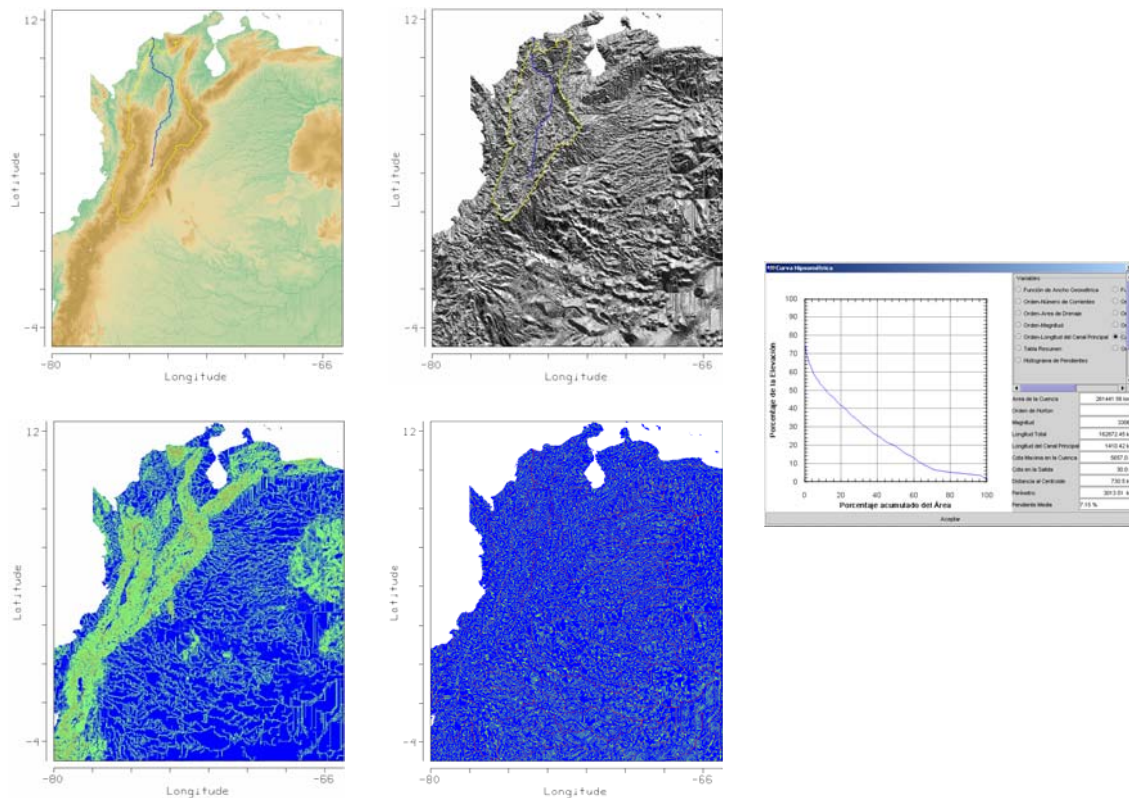 12
Latitude
-4
-80
-66
Longitude
12
Latitude
-4
-80
-66
Longitude
12
Latitude
-4
-80
-66
Longitude
12
Latitude
-4
-80
-66
Longitude
Curva Hipsométrica
100
90
80
70
60
50
40
30
20
10
0
0
20
40
60
80
100
Porcentaje de la Elevación
Porcentaje acumulado del Área
Variables
Función de Ancho Geométrica
Orden-Número de Corrientes
Orden-Area de Drenaje
Orden-Magnitud
Orden-Longitud del Canal Principal
Tabla Resumen
Histograma de Pendientes
Area de la Cuenca
Orden de Horton
Magnitud
Longitud Total
Longitud del Canal Principal
Cota Maxima en la Cuenca
Cota en la Salida
Distancia al Centroide
Perimetro
Pendiente Media 7.15 %
Aceptar